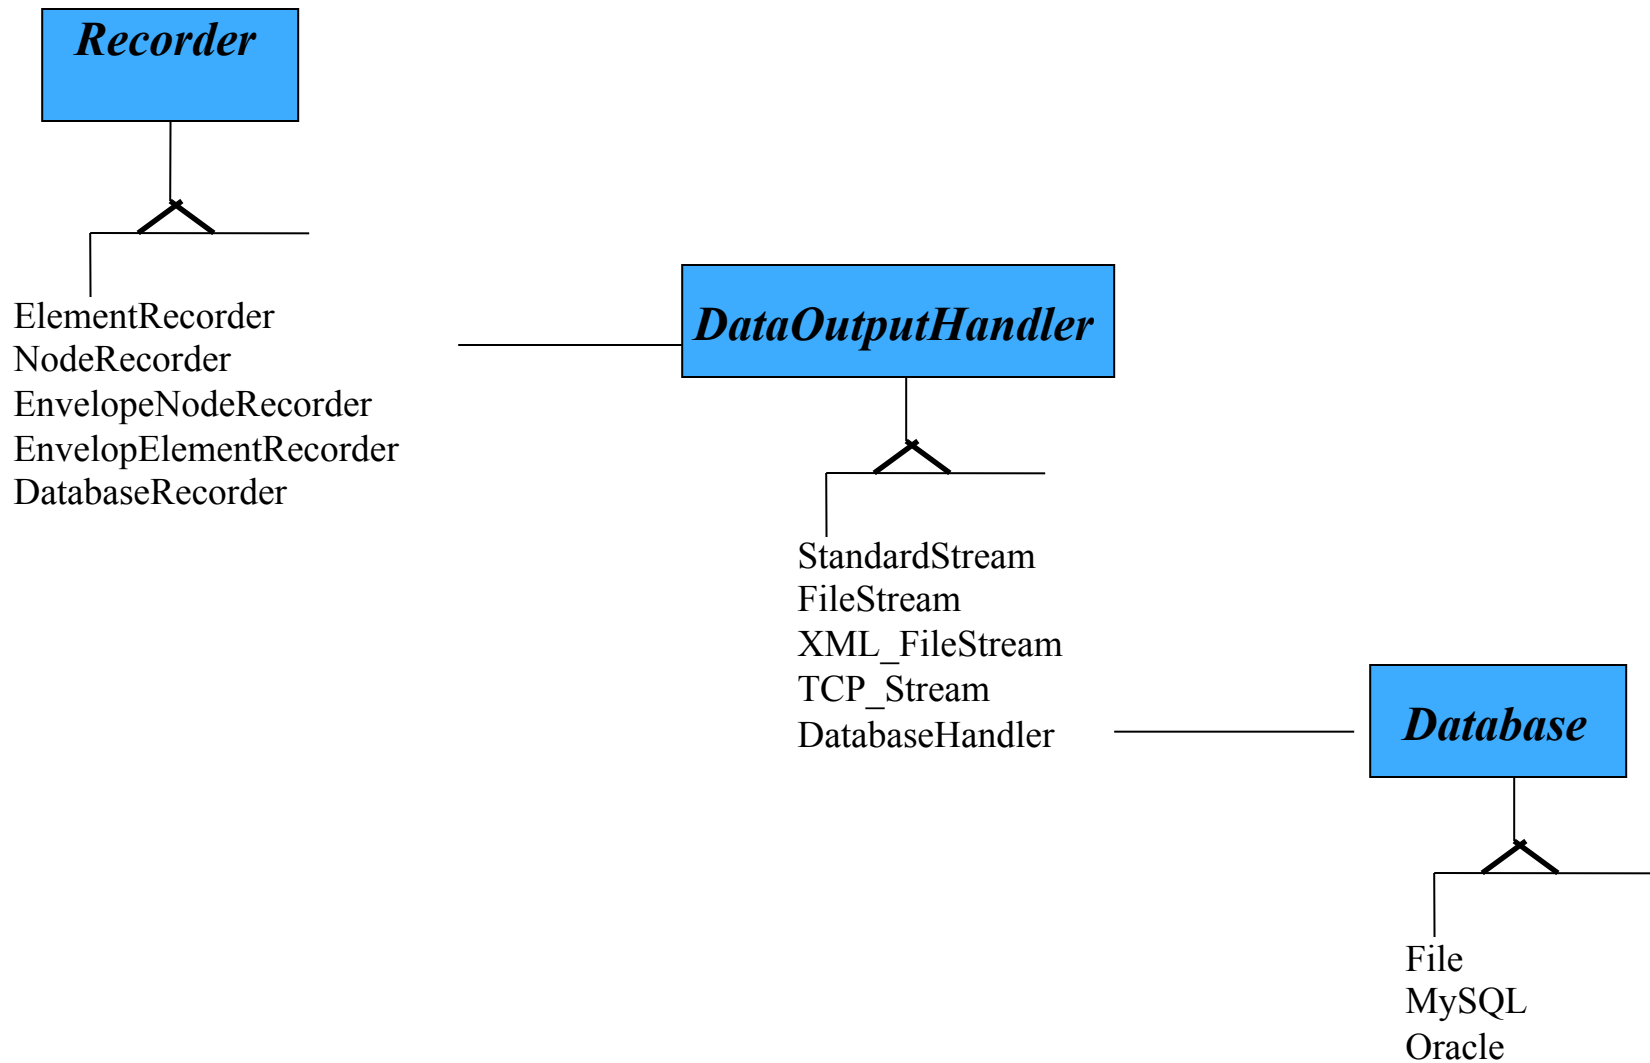 Recorder
ElementRecorder
NodeRecorder
EnvelopeNodeRecorder
EnvelopElementRecorder
DatabaseRecorder
DataOutputHandler
StandardStream
FileStream
XML_FileStream
TCP_Stream
DatabaseHandler
Database
File
MySQL
Oracle